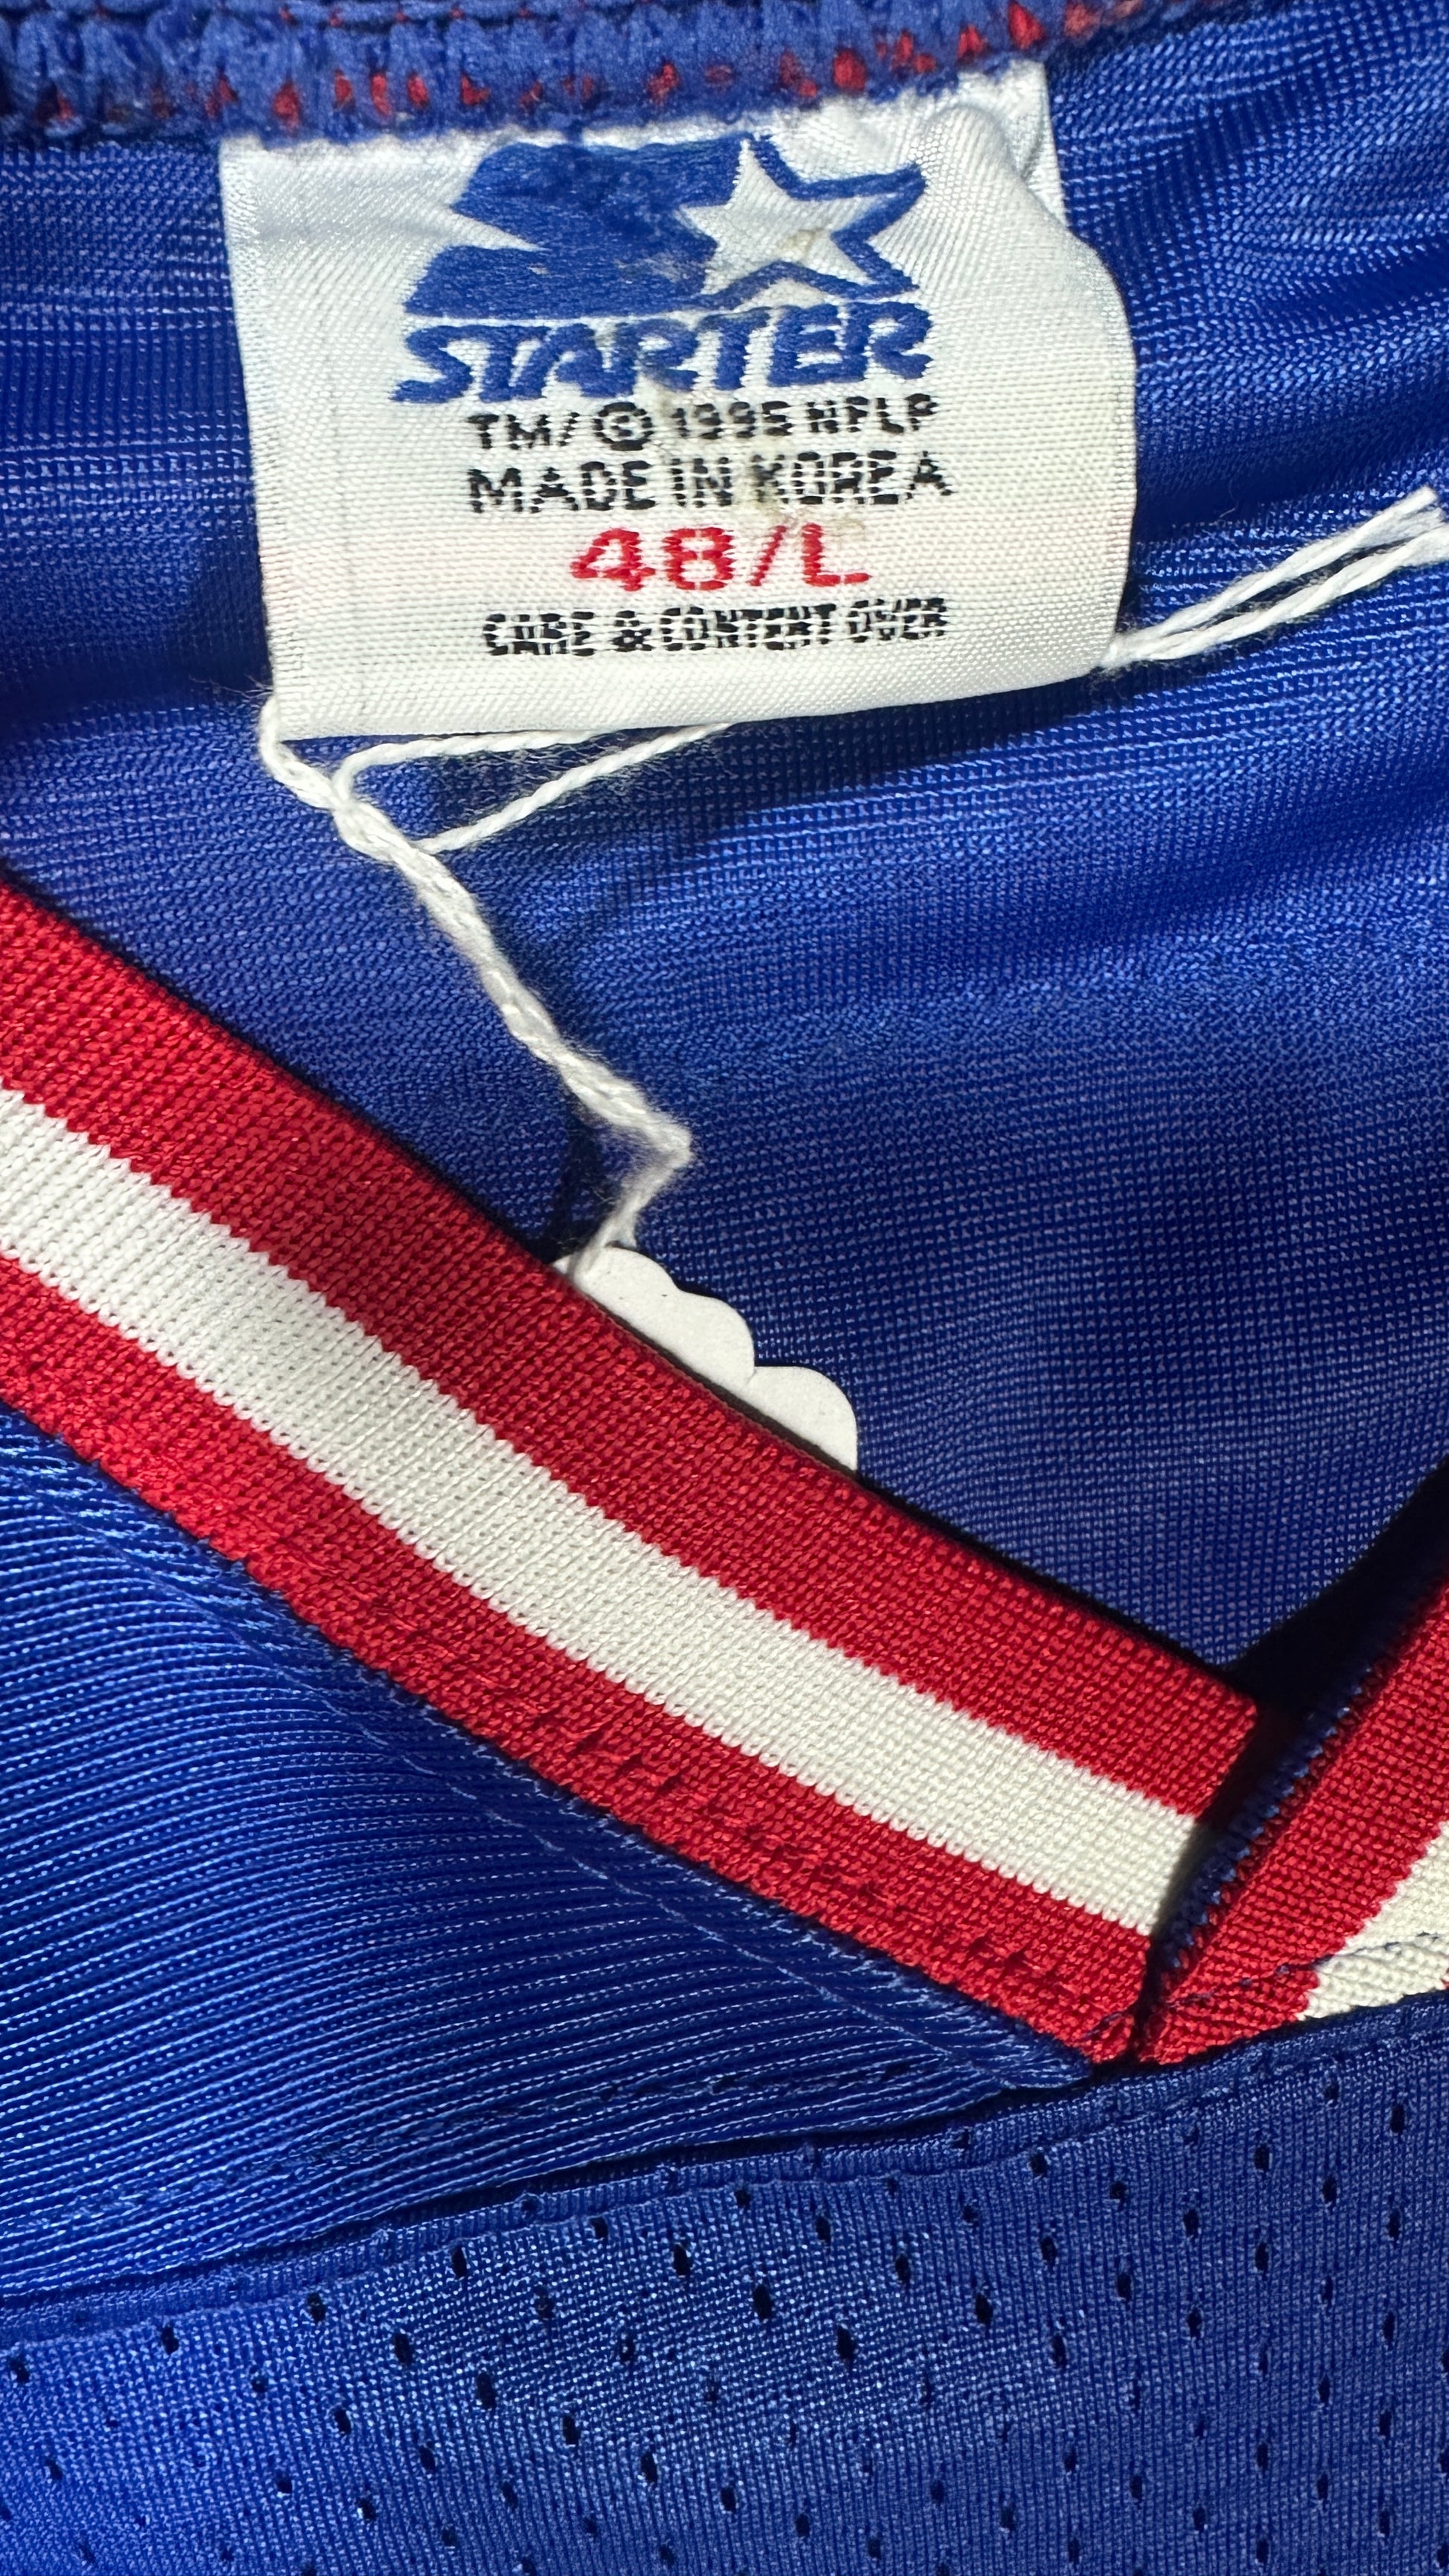 STARTER
TM/© 1995 NFLP
MADE IN KOREA
48/L
CARE & CONTENT OVER